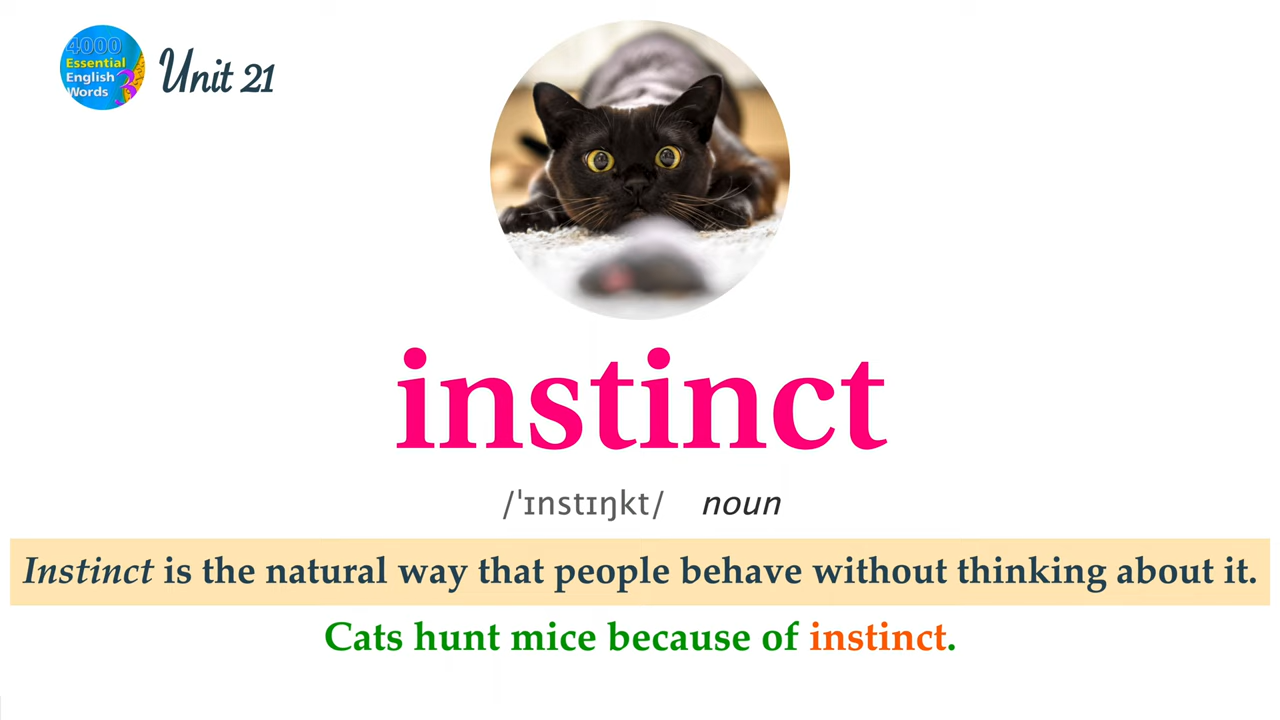 4000
Essential
English
Words 3
Unit 21
instinct
/ˈɪnstɪŋkt/ noun
Instinct is the natural way that people behave without thinking about it.
Cats hunt mice because of instinct.